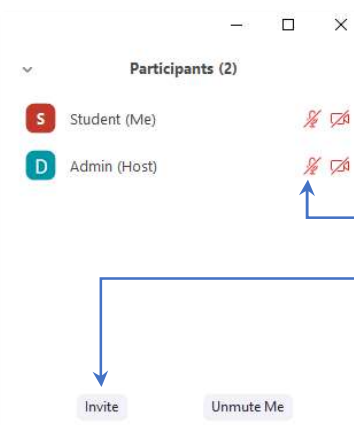 Participants (2)
S Student (Me)
D Admin (Host)
Invite Unmute Me